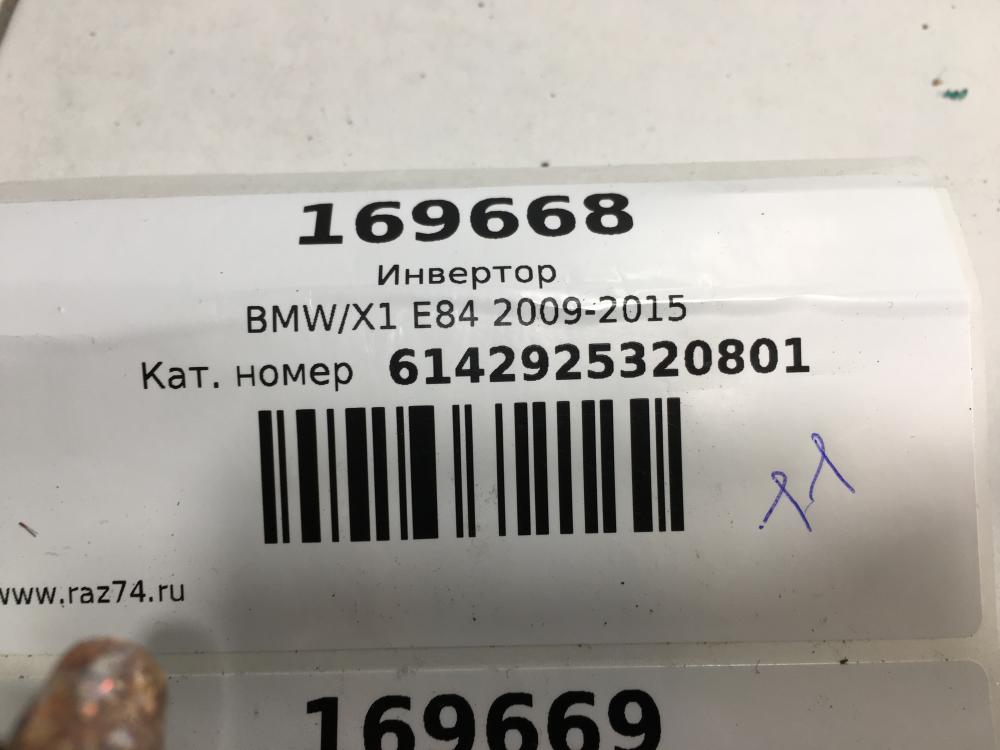 169668
Инвертор
BMW/X1 E84 2009-2015
Кат. номер 6142925320801
www.raz74.ru
169669